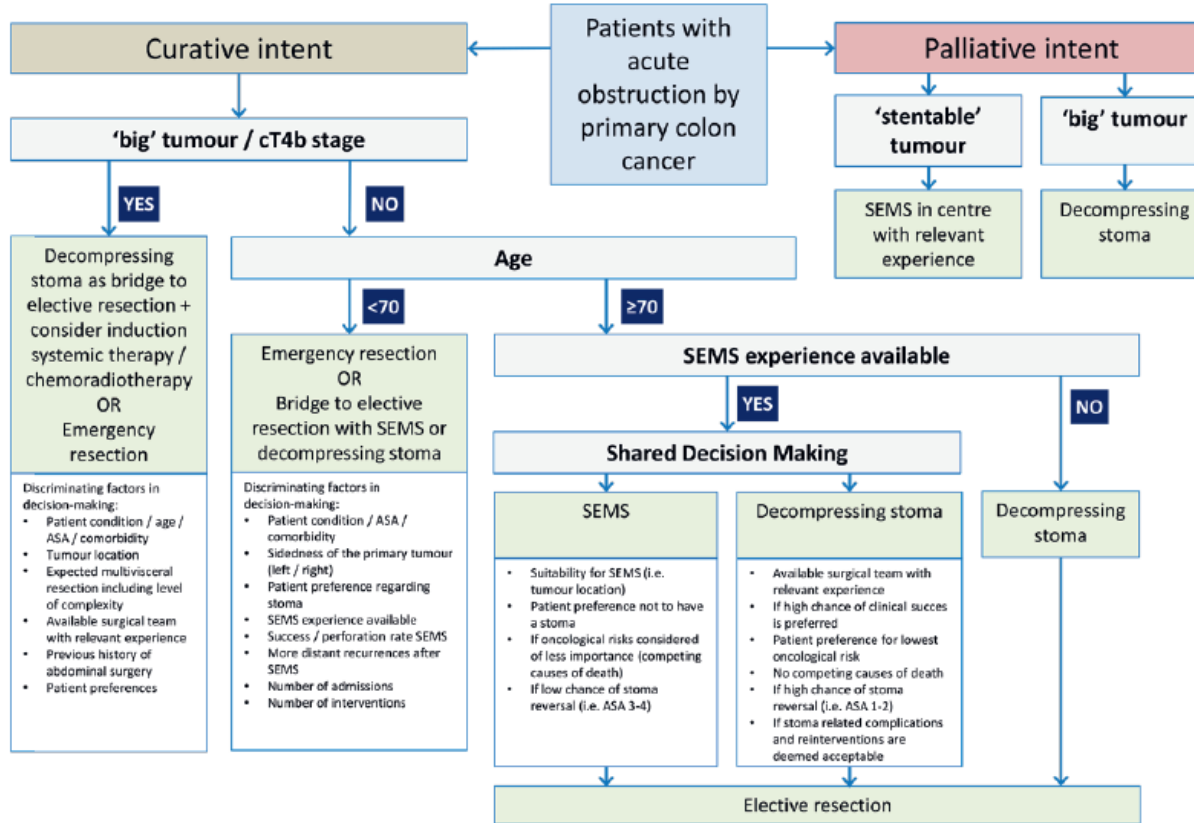 Curative intent
Patients with
acute
obstruction by
primary colon
cancer
Palliative intent
'big' tumour / cT4b stage
'stentable'
tumour
'big' tumour
YES
NO
SEMS in centre
with relevant
experience
Decompressing
stoma
Decompressing
stoma as bridge to
elective resection +
consider induction
systemic therapy /
chemoradiotherapy
OR
Emergency
resection
Discriminating factors in
decision-making:
• Patient condition / age /
ASA / comorbidity
• Tumour location
• Expected multivisceral
resection including level
of complexity
• Available surgical team
with relevant experience
• Previous history of
abdominal surgery
• Patient preferences
Age
<70
≥70
Emergency resection
OR
Bridge to elective
resection with SEMS or
decompressing stoma
Discriminating factors in
decision-making:
• Patient condition / ASA /
comorbidity
• Sidedness of the primary tumour
(left / right)
• Patient preference regarding
stoma
• SEMS experience available
• Success / perforation rate SEMS
• More distant recurrences after
SEMS
• Number of admissions
• Number of interventions
SEMS experience available
YES
NO
Shared Decision Making
SEMS
• Suitability for SEMS (i.e.
tumour location)
• Patient preference not to have
a stoma
• If oncological risks considered
of less importance (competing
causes of death)
• If low chance of stoma
reversal (i.e. ASA 3-4)
Decompressing stoma
• Available surgical team with
relevant experience
• If high chance of clinical succes
is preferred
• Patient preference for lowest
oncological risk
• No competing causes of death
• If high chance of stoma
reversal (i.e. ASA 1-2)
• If stoma related complications
and reinterventions are
deemed acceptable
Decompressing
stoma
Elective resection